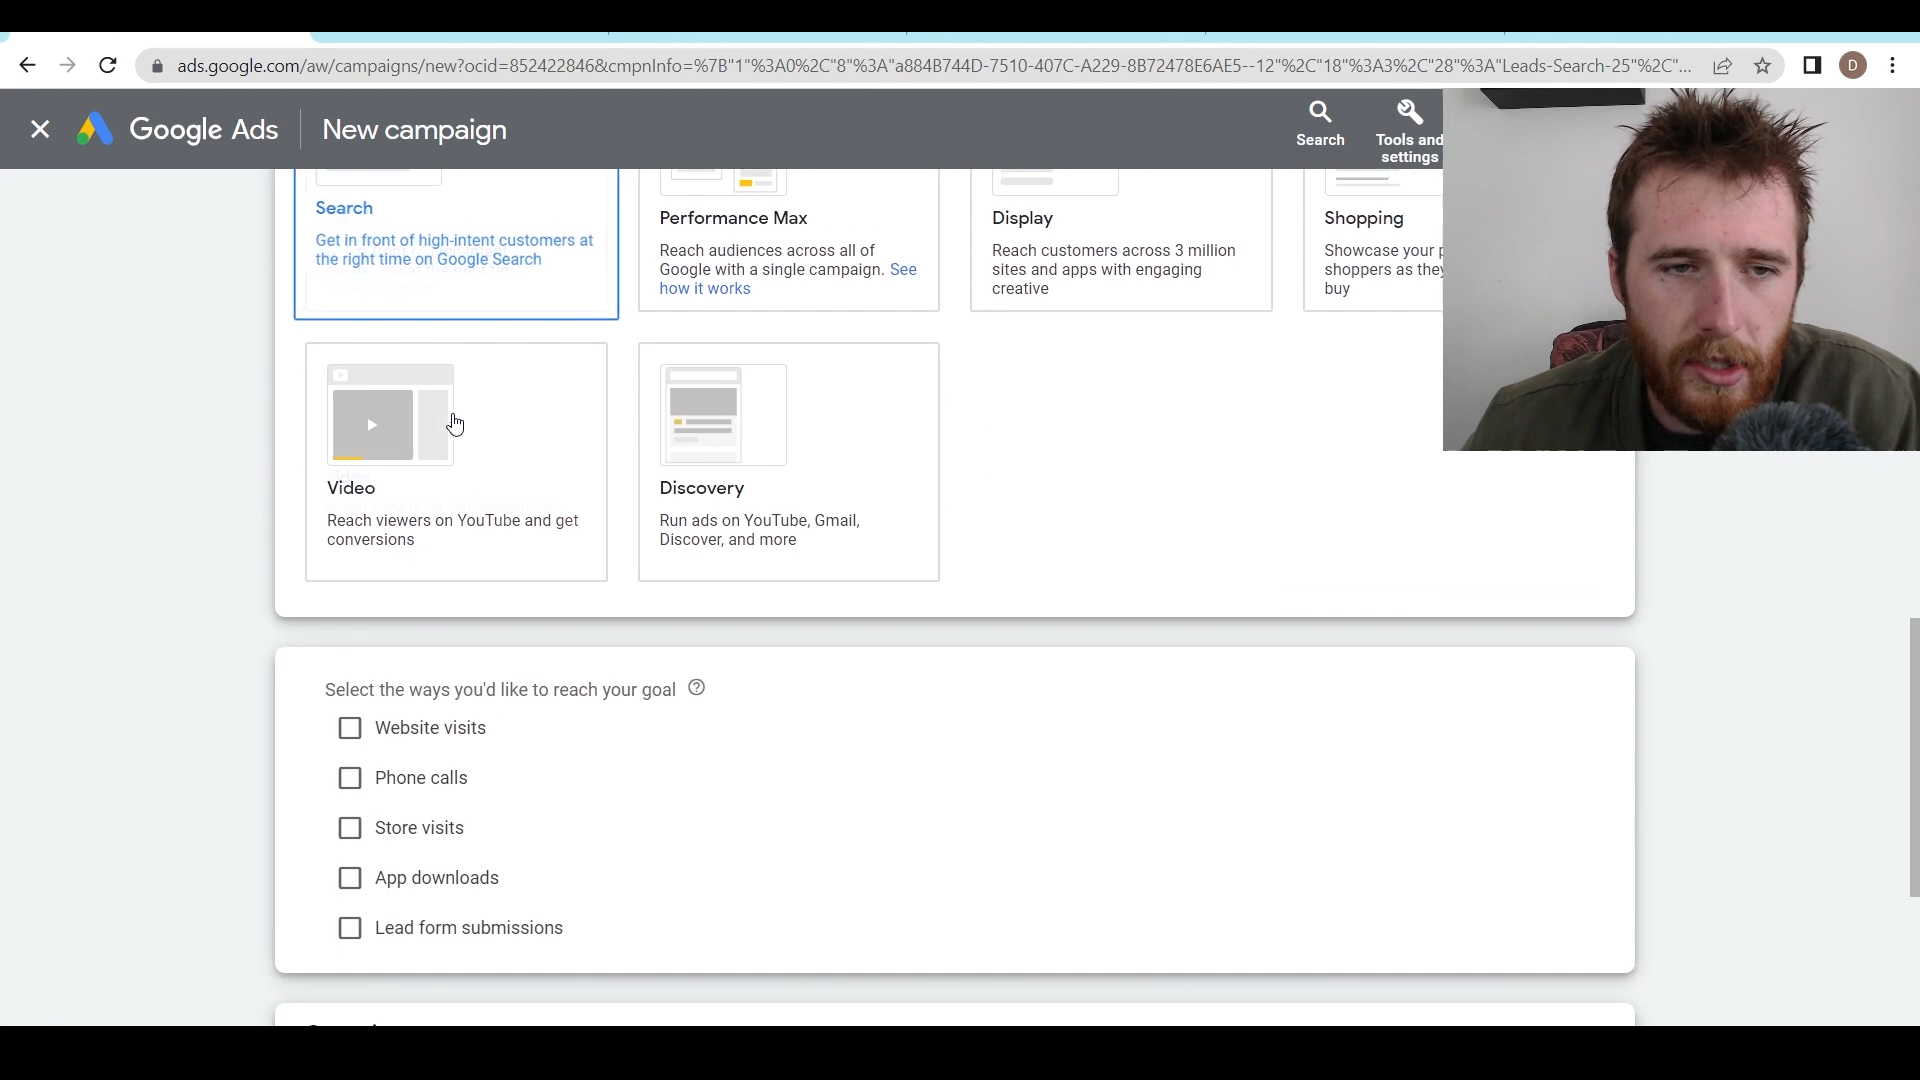 ads.google.com/aw/campaigns/new?ocid=852422846&cmpnInfo=%7B"1"%3A0%2C"8"%3A"a884B744D-7510-407C-A229-8B72478E6AE5--12"%2C"18"%3A3%2C"28"%3A"Leads-Search-25"%2C"...
D
Google Ads
New campaign
Search
Tools and
settings
Search
Get in front of high-intent customers at
the right time on Google Search
Performance Max
Reach audiences across all of
Google with a single campaign. See
how it works
Display
Reach customers across 3 million
sites and apps with engaging
creative
Shopping
Showcase your
shoppers as they
buy
Video
Reach viewers on YouTube and get
conversions
Discovery
Run ads on YouTube, Gmail,
Discover, and more
Select the ways you'd like to reach your goal
Website visits
Phone calls
Store visits
App downloads
Lead form submissions